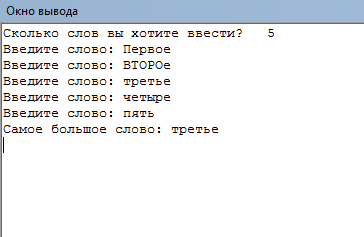 Окно вывода
Сколько слов вы хотите ввести? 5
Введите слово: Первое
Введите слово: ВТОРОе
Введите слово: третье
Введите слово: четыре
Введите слово: пять
Самое большое слово: третье